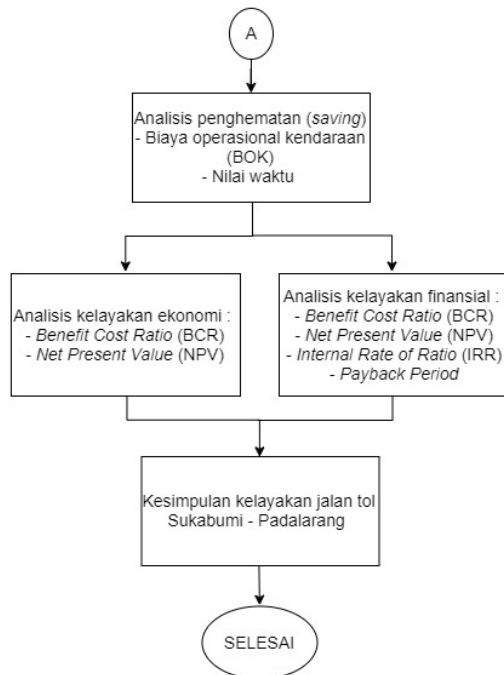 A
Analisis penghematan (saving)
- Biaya operasional kendaraan
(BOK)
- Nilai waktu
Analisis kelayakan ekonomi :
- Benefit Cost Ratio (BCR)
- Net Present Value (NPV)
Analisis kelayakan finansial :
- Benefit Cost Ratio (BCR)
- Net Present Value (NPV)
- Internal Rate of Ratio (IRR)
- Payback Period
Kesimpulan kelayakan jalan tol
Sukabumi - Padalarang
SELESAI